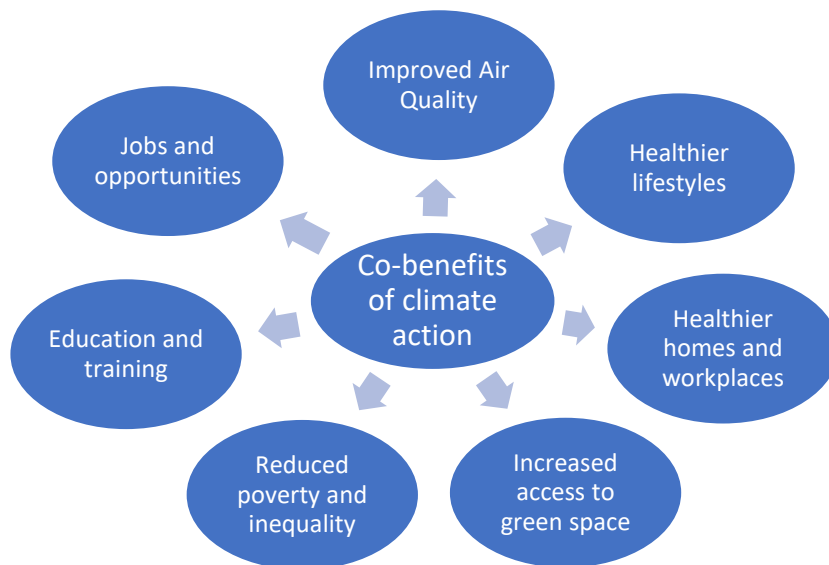 Improved Air
Quality
Jobs and
opportunities
Healthier
lifestyles
Co-benefits
of climate
action
Education and
training
Healthier
homes and
workplaces
Reduced
poverty and
inequality
Increased
access to
green space